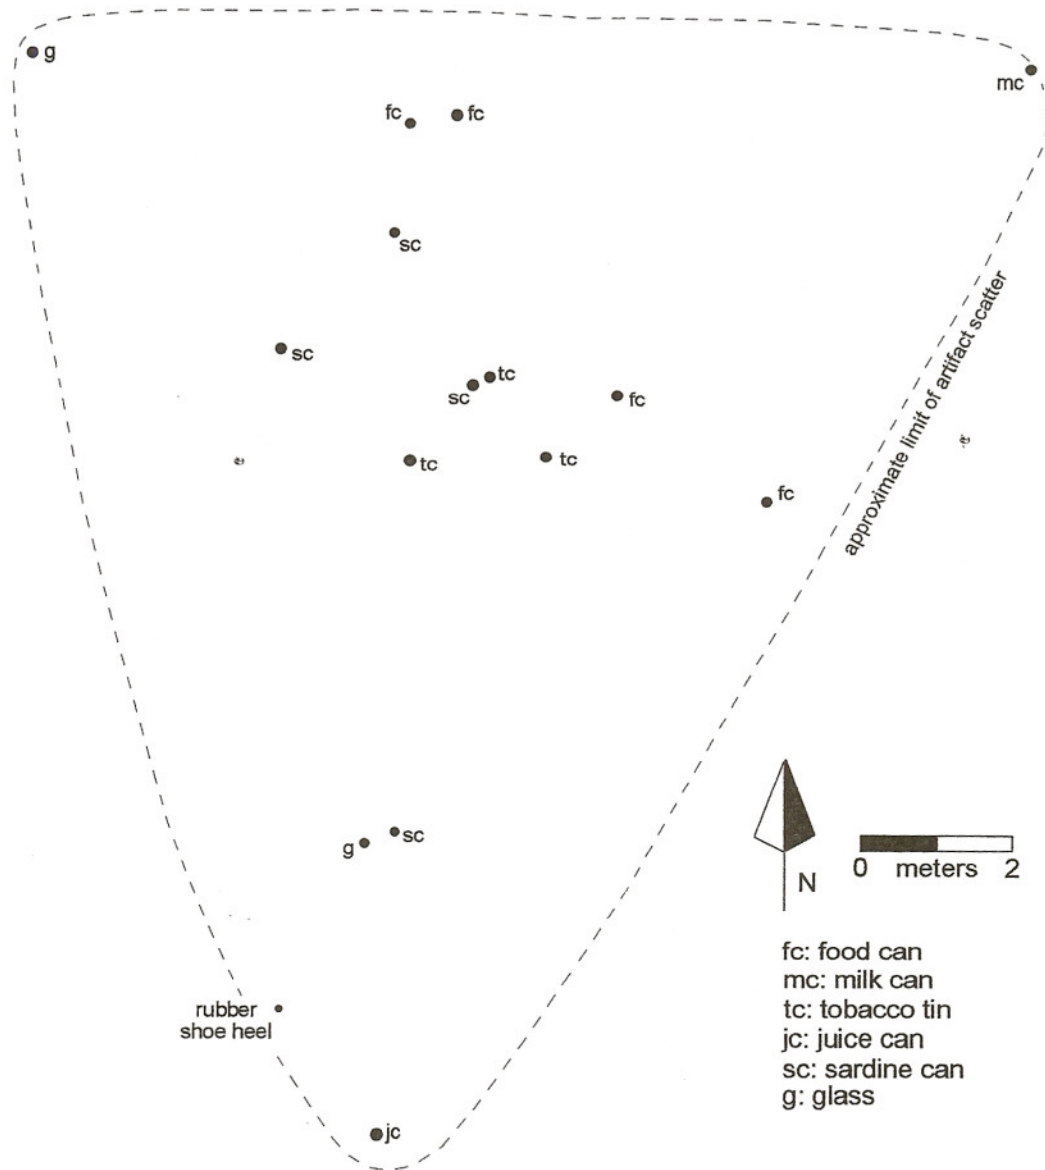 g
mc
fc
fc
sc
sc
tc
sc
fc
tc
tc
fc
approximate limit of artifact scatter
sc
g
N
0 meters 2
rubber
shoe heel
jc
fc: food can
mc: milk can
tc: tobacco tin
jc: juice can
sc: sardine can
g: glass